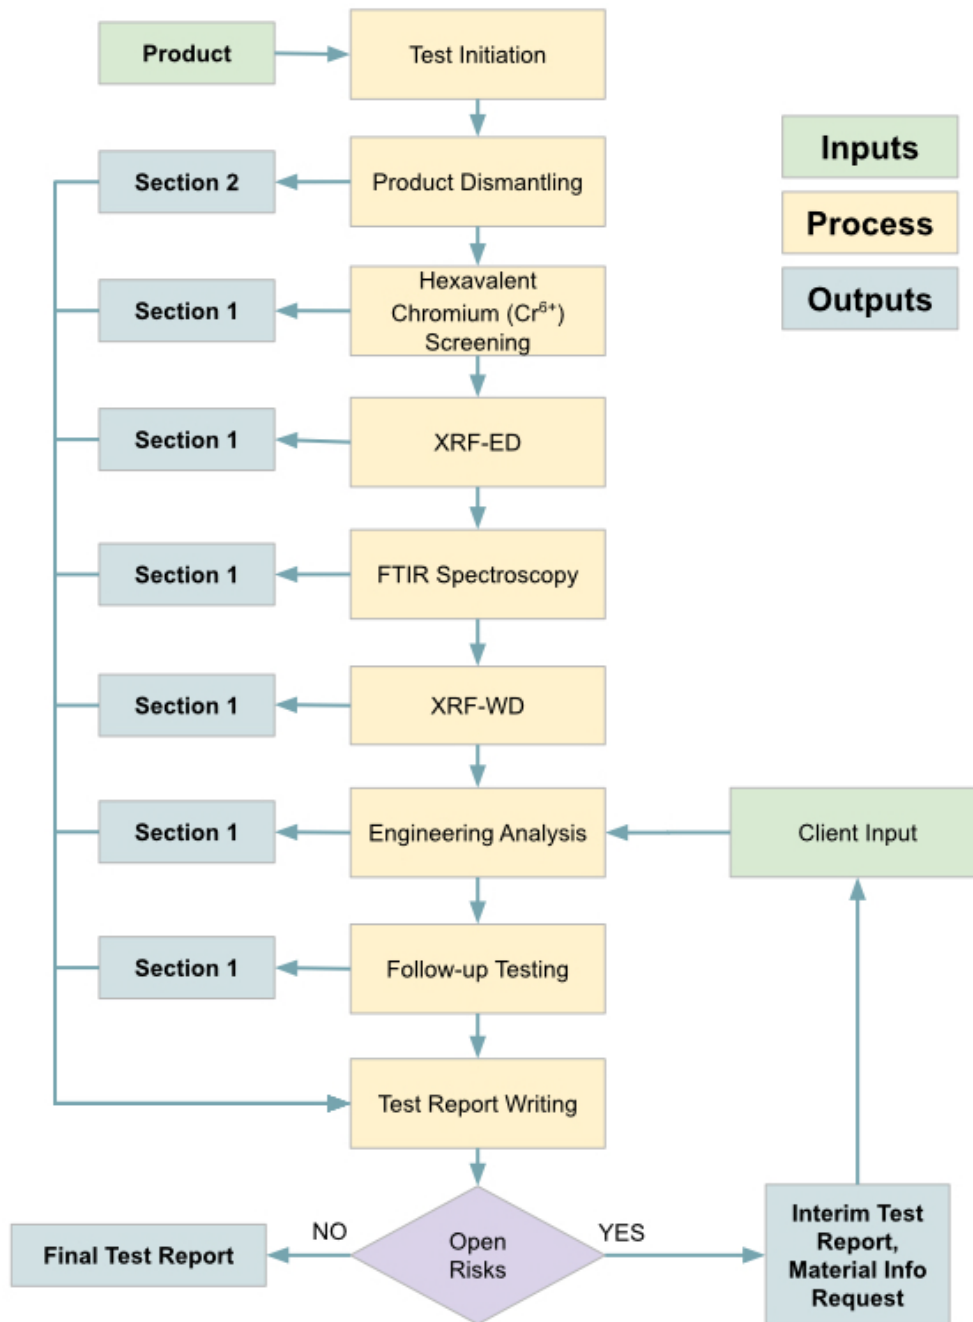 Product
Test Initiation
Inputs
Section 2
Product Dismantling
Process
Section 1
Hexavalent
Chromium (Cr⁶⁺)
Screening
Outputs
Section 1
XRF-ED
Section 1
FTIR Spectroscopy
Section 1
XRF-WD
Section 1
Engineering Analysis
Client Input
Section 1
Follow-up Testing
Test Report Writing
NO
YES
Open
Risks
Final Test Report
Interim Test
Report,
Material Info
Request